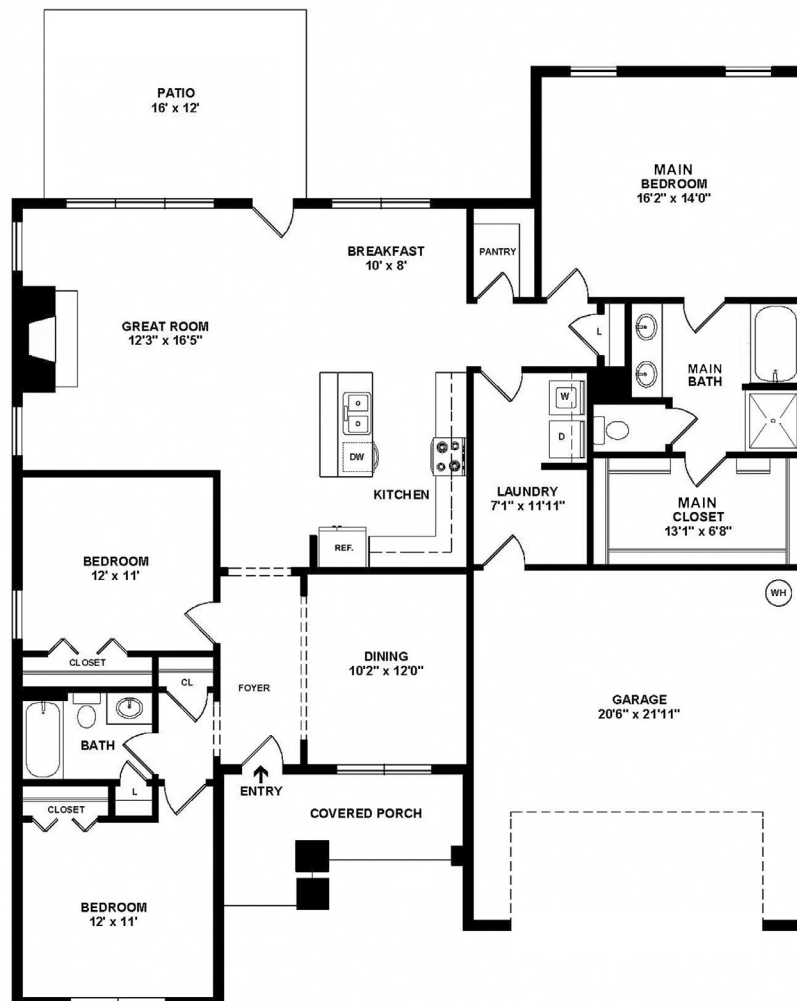 PATIO
16' x 12'
MAIN
BEDROOM
16'2" x 14'0"
BREAKFAST
10' x 8'
PANTRY
GREAT ROOM
12'3" x 16'5"
L
MAIN
BATH
W
D
DW
KITCHEN
LAUNDRY
7'1" x 11'11"
MAIN
CLOSET
13'1" x 6'8"
REF.
BEDROOM
12' x 11'
WH
CLOSET
CL
FOYER
DINING
10'2" x 12'0"
GARAGE
20'6" x 21'11"
BATH
L
ENTRY
CLOSET
COVERED PORCH
BEDROOM
12' x 11'